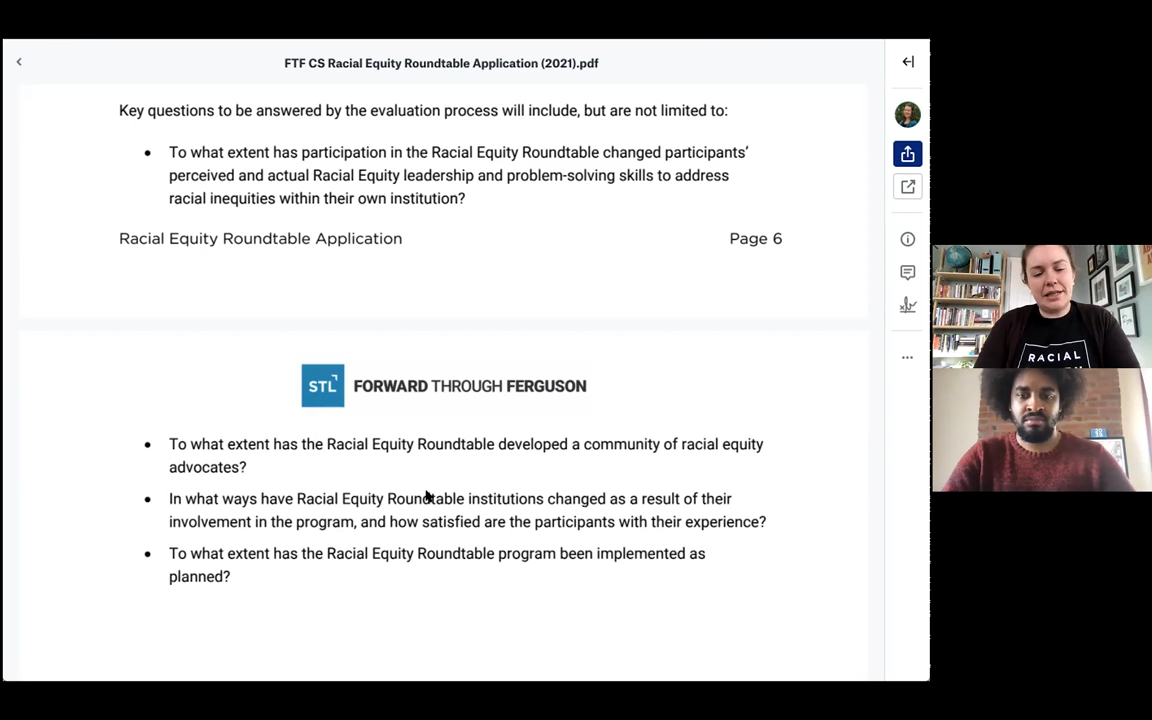 FTF CS Racial Equity Roundtable Application (2021).pdf
Key questions to be answered by the evaluation process will include, but are not limited to:
• To what extent has participation in the Racial Equity Roundtable changed participants'
perceived and actual Racial Equity leadership and problem-solving skills to address
racial inequities within their own institution?
Racial Equity Roundtable Application Page 6
STL FORWARD THROUGH FERGUSON
• To what extent has the Racial Equity Roundtable developed a community of racial equity
advocates?
• In what ways have Racial Equity Roundtable institutions changed as a result of their
involvement in the program, and how satisfied are the participants with their experience?
• To what extent has the Racial Equity Roundtable program been implemented as
planned?
RACIAL